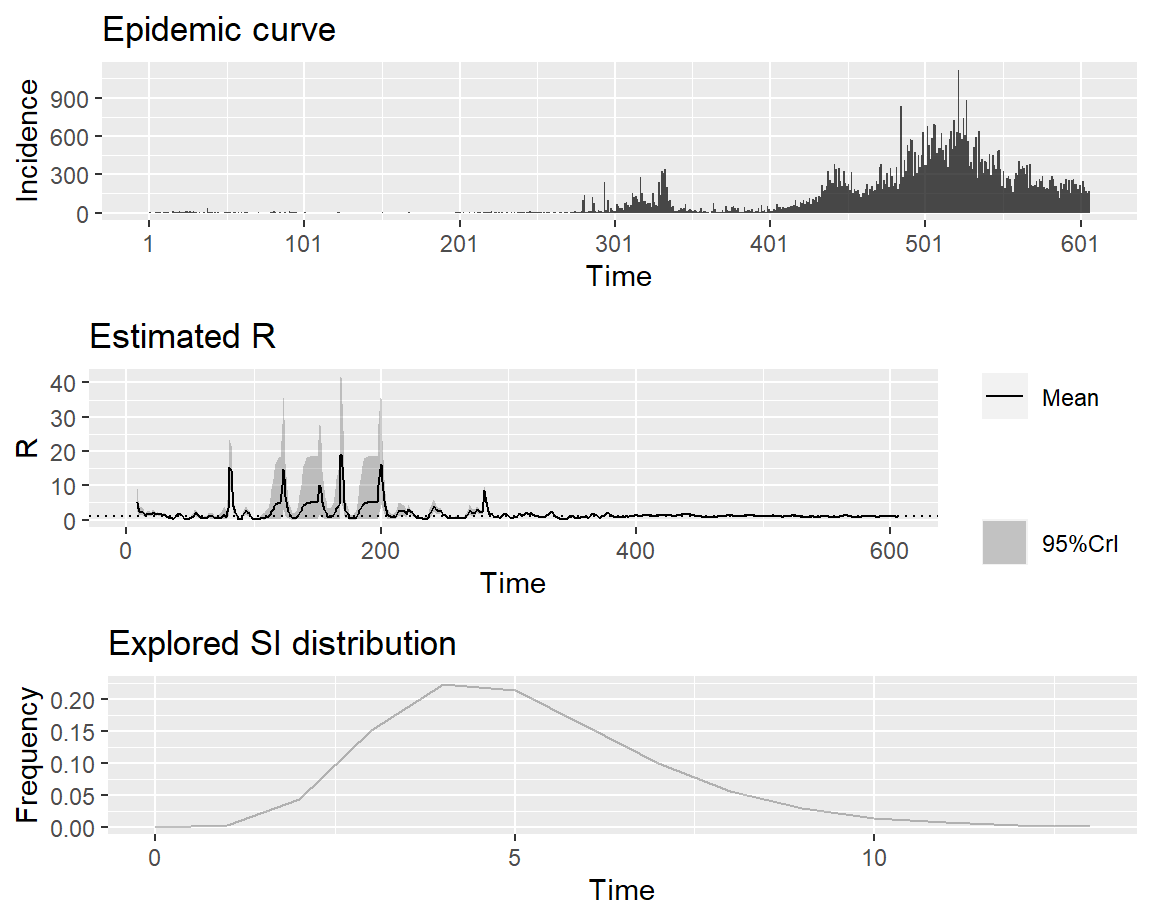 Epidemic curve
Incidence
900
600
300
0
1 101 201 301 401 501 601
Time
Estimated R
R
40
30
20
10
0
0 200 400 600
Time
Mean
95%CrI
Explored SI distribution
Frequency
0.20
0.15
0.10
0.05
0.00
0 5 10
Time